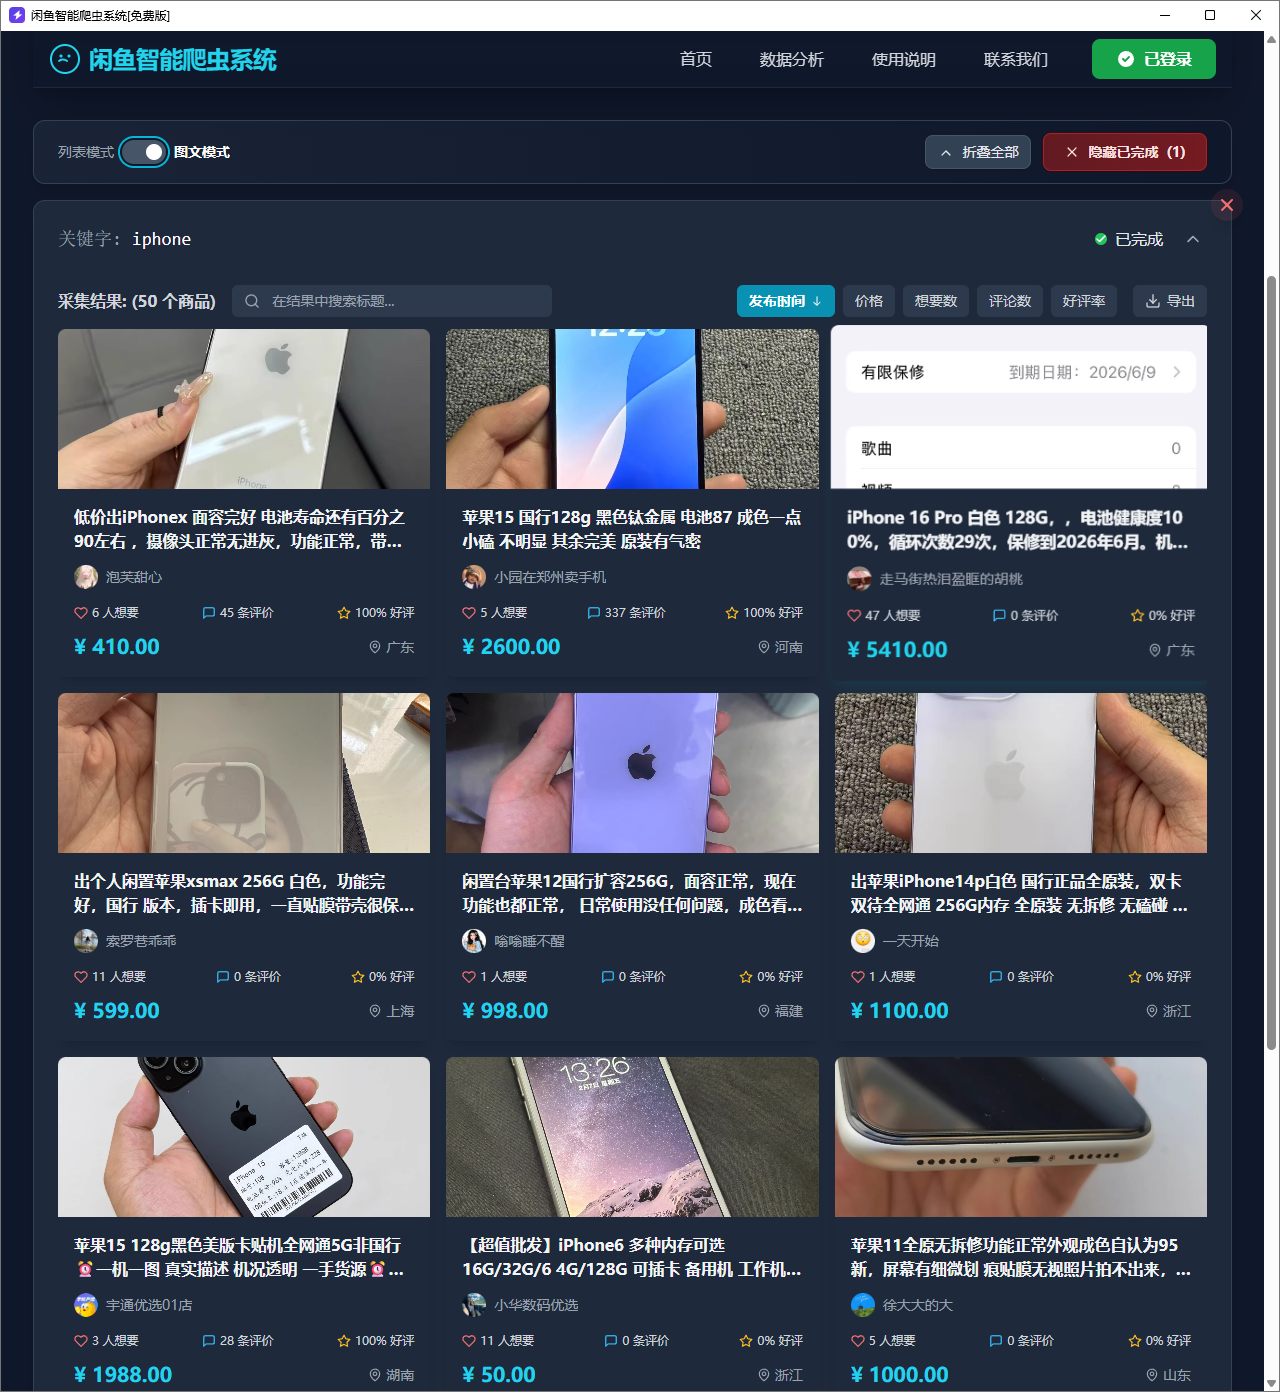 闲鱼智能爬虫系统[免费版]
闲鱼智能爬虫系统
首页
数据分析
使用说明
联系我们
已登录
列表模式
图文模式
折叠全部
隐藏已完成 (1)
关键字: iphone
已完成
采集结果: (50 个商品)
在结果中搜索标题...
发布时间 ↓
价格
想要数
评论数
好评率
导出
iPhone
有限保修
到期日期: 2026/6/9
歌曲
0
低价出iPhonex 面容完好 电池寿命还有百分之
90左右 , 摄像头正常无进灰，功能正常，带...
泡芙甜心
6 人想要
45 条评价
100% 好评
¥ 410.00
广东
苹果15 国行128g 黑色钛金属 电池87 成色一点
小磕 不明显 其余完美 原装有气密
小园在郑州卖手机
5 人想要
337 条评价
100% 好评
¥ 2600.00
河南
iPhone 16 Pro 白色 128G，，电池健康度10
0%，循环次数29次，保修到2026年6月。机...
走马街热泪盈眶的胡桃
47 人想要
0 条评价
0% 好评
¥ 5410.00
广东
出个人闲置苹果xsmax 256G 白色，功能完
好，国行 版本，插卡即用，一直贴膜带壳很保...
索罗巷乖乖
11 人想要
0 条评价
0% 好评
¥ 599.00
上海
闲置台苹果12国行扩容256G，面容正常，现在
功能也都正常， 日常使用没任何问题，成色看...
嗡嗡睡不醒
1 人想要
0 条评价
0% 好评
¥ 998.00
福建
出苹果iPhone14p白色 国行正品全原装，双卡
双待全网通 256G内存 全原装 无拆修 无磕碰 ...
一天开始
1 人想要
0 条评价
0% 好评
¥ 1100.00
浙江
iPhone 15
13:26
苹果15 128g黑色美版卡贴机全网通5G非国行
⏰一机一图 真实描述 机况透明 一手货源⏰...
宇通优选01店
3 人想要
28 条评价
100% 好评
¥ 1988.00
湖南
【超值批发】iPhone6 多种内存可选
16G/32G/6 4G/128G 可插卡 备用机 工作机...
小华数码优选
11 人想要
0 条评价
0% 好评
¥ 50.00
浙江
苹果11全原无拆修功能正常外观成色自认为95
新，屏幕有细微划 痕贴膜无视照片拍不出来，...
徐大大的大
5 人想要
0 条评价
0% 好评
¥ 1000.00
山东